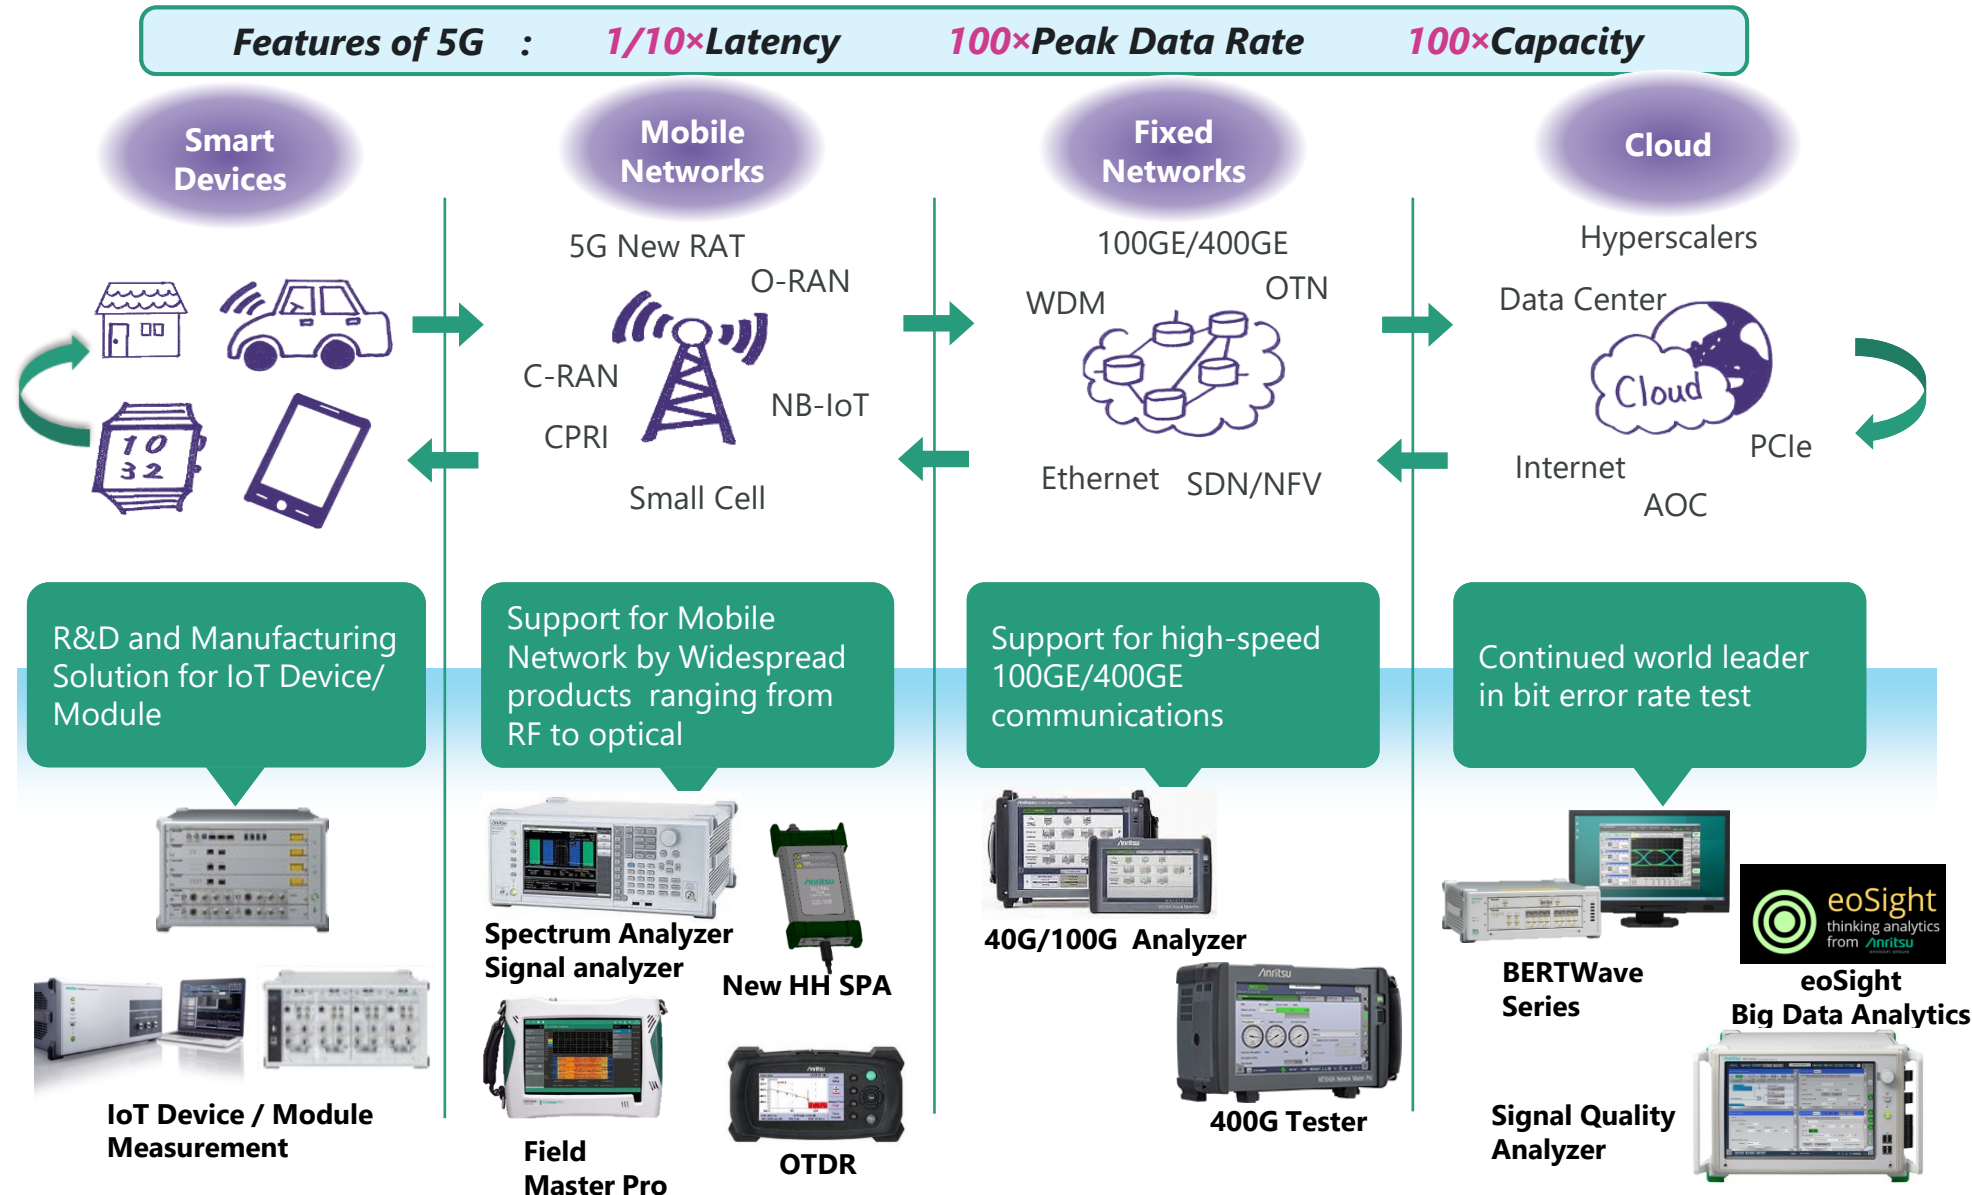 Features of 5G : 1/10×Latency 100×Peak Data Rate 100×Capacity
Smart
Devices
10
32
R&D and Manufacturing
Solution for IoT Device/
Module
IoT Device / Module
Measurement
Mobile
Networks
5G New RAT
O-RAN
C-RAN
NB-IoT
CPRI
Small Cell
Support for Mobile
Network by Widespread
products ranging from
RF to optical
Spectrum Analyzer
Signal analyzer
Anritsu
New HH SPA
Field
Master Pro
Anritsu
OTDR
Fixed
Networks
100GE/400GE
OTN
WDM
Ethernet
SDN/NFV
Support for high-speed
100GE/400GE
communications
Anritsu
40G/100G Analyzer
Anritsu
400G Tester
Cloud
Hyperscalers
Data Center
Cloud
PCIe
Internet
AOC
Continued world leader
in bit error rate test
BERTWave
Series
eoSight
thinking analytics
from Anritsu
eoSight
Big Data Analytics
Signal Quality
Analyzer